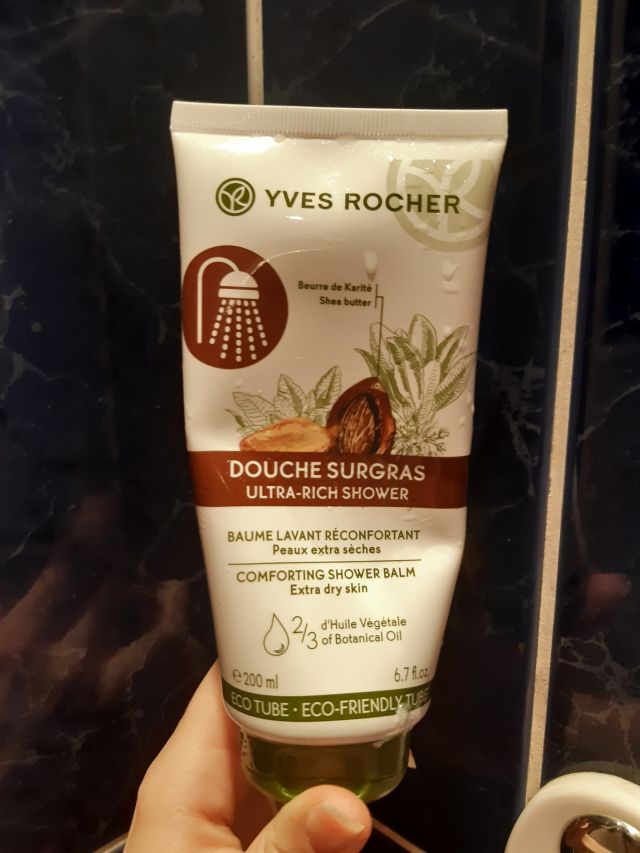 YVES ROCHER
Beurre de Karité
Shea butter
DOUCHE SURGRAS
ULTRA-RICH SHOWER
BAUME LAVANT RÉCONFORTANT
Peaux extra sèches
COMFORTING SHOWER BALM
Extra dry skin
2/3 d'Huile Végétale
of Botanical Oil
℮ 200 ml 6.7 fl.oz.
ECO TUBE • ECO-FRIENDLY TUBE